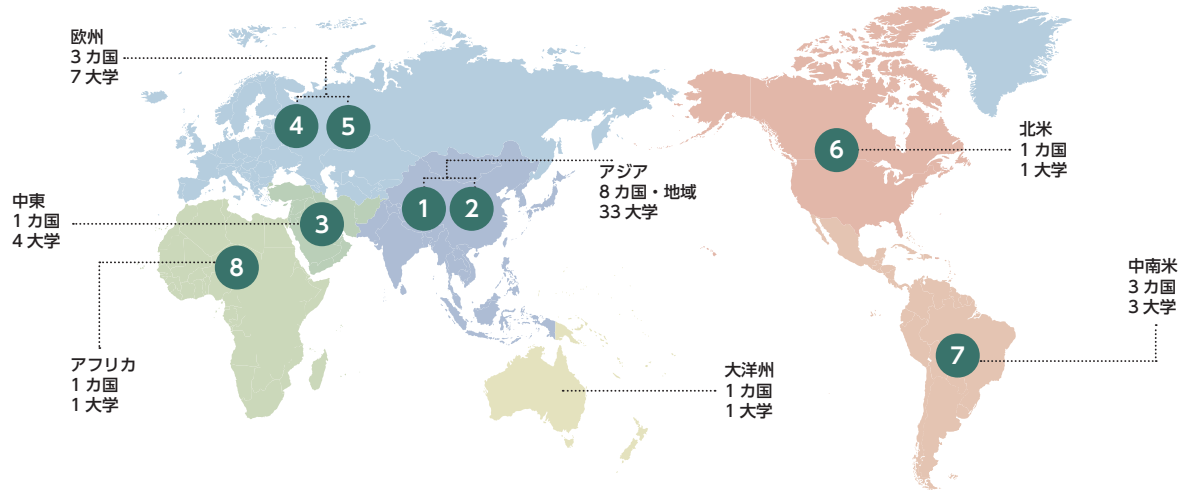 欧州
3 カ国
7 大学
4
5
6
北米
1 カ国
1 大学
アジア
8 カ国・地域
33 大学
1
2
中東
1 カ国
4 大学
3
8
中南米
3 カ国
3 大学
7
アフリカ
1 カ国
1 大学
大洋州
1 カ国
1 大学